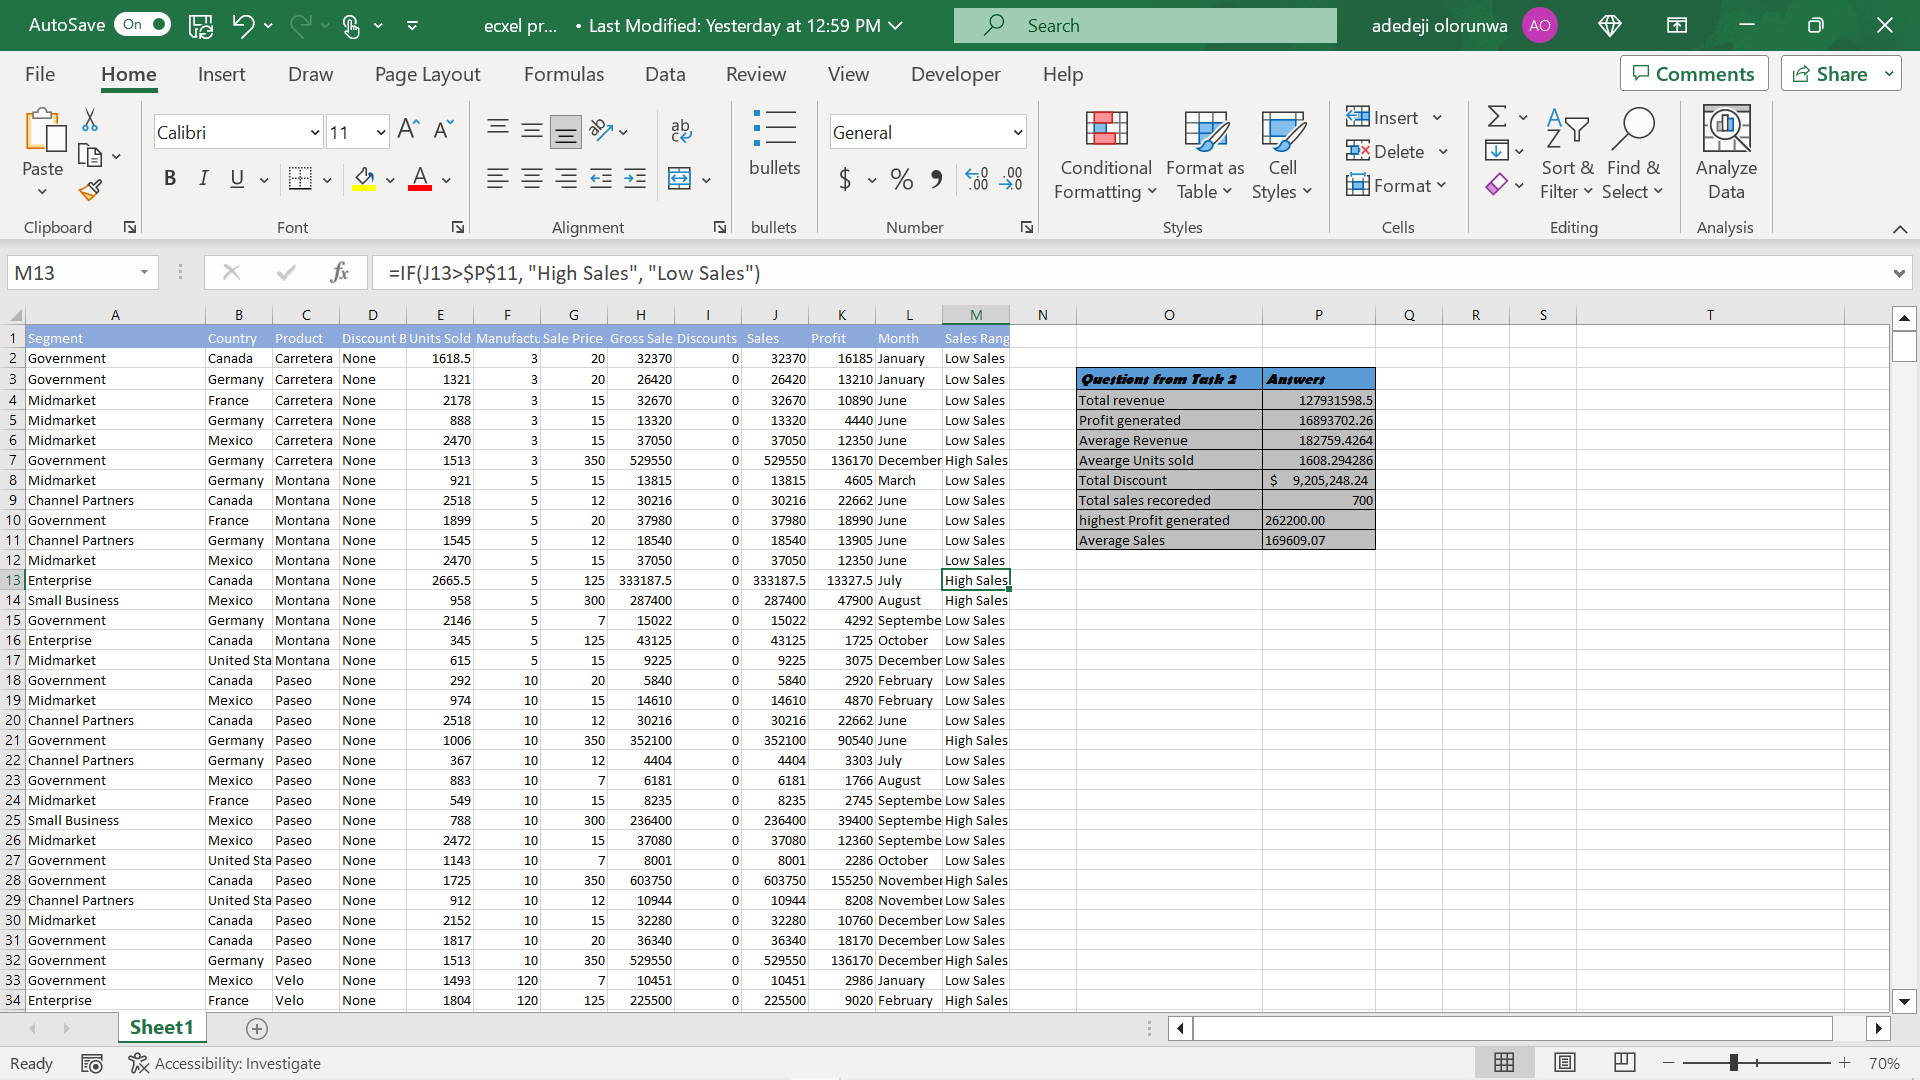 AutoSave On ecxel pr... • Last Modified: Yesterday at 12:59 PM Search adedeji olorunwa AO
File Home Insert Draw Page Layout Formulas Data Review View Developer Help Comments Share
Paste
Clipboard
Calibri 11
B I U A
Font
ab
Alignment
bullets
bullets
General
$ % 9
Number
Conditional Formatting
Format as Table
Cell Styles
Styles
Insert
Delete
Format
Cells
Sort & Filter
Find & Select
Editing
Analyze Data
Analysis
M13 fx =IF(J13>$P$11, "High Sales", "Low Sales")
A B C D E F G H I J K L M N O P Q R S T
1 Segment Country Product Discount B Units Sold Manufactu Sale Price Gross Sale Discounts Sales Profit Month Sales Rang
2 Government Canada Carretera None 1618.5 3 20 32370 0 32370 16185 January Low Sales
3 Government Germany Carretera None 1321 3 20 26420 0 26420 13210 January Low Sales Questions from Task 2 Answers
4 Midmarket France Carretera None 2178 3 15 32670 0 32670 10890 June Low Sales Total revenue 127931598.5
5 Midmarket Germany Carretera None 888 3 15 13320 0 13320 4440 June Low Sales Profit generated 16893702.26
6 Midmarket Mexico Carretera None 2470 3 15 37050 0 37050 12350 June Low Sales Average Revenue 182759.4264
7 Government Germany Carretera None 1513 3 350 529550 0 529550 136170 December High Sales Avearge Units sold 1608.294286
8 Midmarket Germany Montana None 921 5 15 13815 0 13815 4605 March Low Sales Total Discount $ 9,205,248.24
9 Channel Partners Canada Montana None 2518 5 12 30216 0 30216 22662 June Low Sales Total sales recoreded 700
10 Government France Montana None 1899 5 20 37980 0 37980 18990 June Low Sales highest Profit generated 262200.00
11 Channel Partners Germany Montana None 1545 5 12 18540 0 18540 13905 June Low Sales Average Sales 169609.07
12 Midmarket Mexico Montana None 2470 5 15 37050 0 37050 12350 June Low Sales
13 Enterprise Canada Montana None 2665.5 5 125 333187.5 0 333187.5 13327.5 July High Sales
14 Small Business Mexico Montana None 958 5 300 287400 0 287400 47900 August High Sales
15 Government Germany Montana None 2146 5 7 15022 0 15022 4292 Septembe Low Sales
16 Enterprise Canada Montana None 345 5 125 43125 0 43125 1725 October Low Sales
17 Midmarket United Sta Montana None 615 5 15 9225 0 9225 3075 December Low Sales
18 Government Canada Paseo None 292 10 20 5840 0 5840 2920 February Low Sales
19 Midmarket Mexico Paseo None 974 10 15 14610 0 14610 4870 February Low Sales
20 Channel Partners Canada Paseo None 2518 10 12 30216 0 30216 22662 June Low Sales
21 Government Germany Paseo None 1006 10 350 352100 0 352100 90540 June High Sales
22 Channel Partners Germany Paseo None 367 10 12 4404 0 4404 3303 July Low Sales
23 Government Mexico Paseo None 883 10 7 6181 0 6181 1766 August Low Sales
24 Midmarket France Paseo None 549 10 15 8235 0 8235 2745 Septembe Low Sales
25 Small Business Mexico Paseo None 788 10 300 236400 0 236400 39400 Septembe High Sales
26 Midmarket Mexico Paseo None 2472 10 15 37080 0 37080 12360 Septembe Low Sales
27 Government United Sta Paseo None 1143 10 7 8001 0 8001 2286 October Low Sales
28 Government Canada Paseo None 1725 10 350 603750 0 603750 155250 November High Sales
29 Channel Partners United Sta Paseo None 912 10 12 10944 0 10944 8208 November Low Sales
30 Midmarket Canada Paseo None 2152 10 15 32280 0 32280 10760 December Low Sales
31 Government Canada Paseo None 1817 10 20 36340 0 36340 18170 December Low Sales
32 Government Germany Paseo None 1513 10 350 529550 0 529550 136170 December High Sales
33 Government Mexico Velo None 1493 120 7 10451 0 10451 2986 January Low Sales
34 Enterprise France Velo None 1804 120 125 225500 0 225500 9020 February High Sales
Sheet1
Ready Accessibility: Investigate 70%